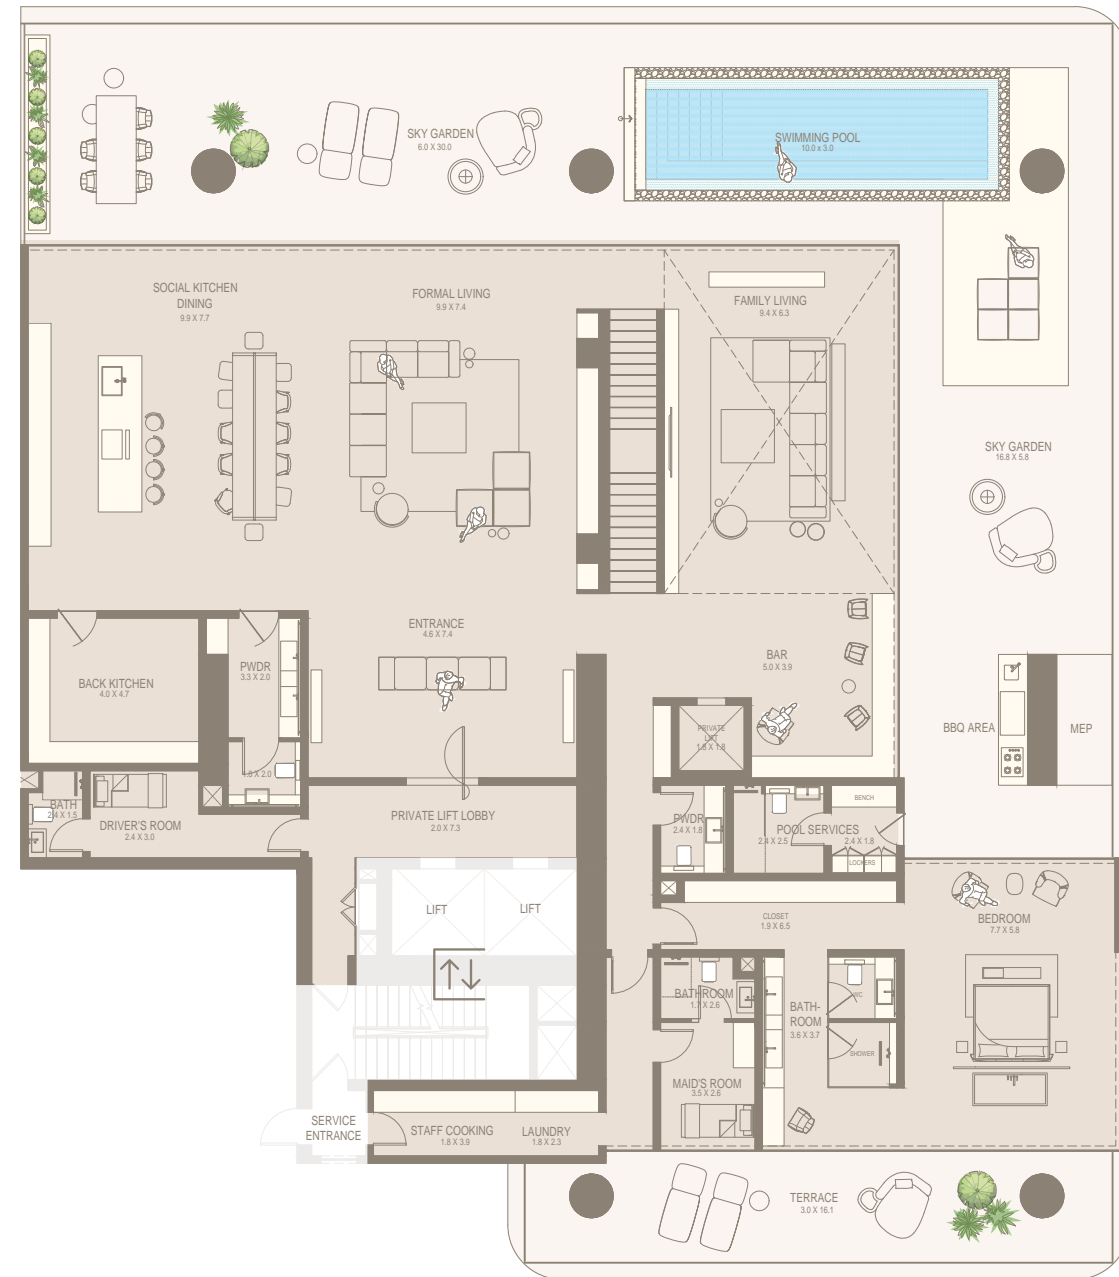 SKY GARDEN
6.0 X 30.0
SWIMMING POOL
10.0 x 3.0
SOCIAL KITCHEN
DINING
9.9 X 7.7
FORMAL LIVING
9.9 X 7.4
FAMILY LIVING
9.4 X 6.3
SKY GARDEN
16.8 X 5.8
ENTRANCE
4.6 X 7.4
BACK KITCHEN
4.0 X 4.7
PWDR
3.3 X 2.0
1.8 X 2.0
BAR
5.0 X 3.9
PRIVATE
LIFT
1.8 X 1.8
BBQ AREA
MEP
BATH
2.4 X 1.5
DRIVER'S ROOM
2.4 X 3.0
PRIVATE LIFT LOBBY
2.0 X 7.3
PWDR
2.4 X 1.8
POOL SERVICES
2.4 X 2.5
2.4 X 1.8
BENCH
LOCKERS
LIFT
LIFT
CLOSET
1.9 X 6.5
BEDROOM
7.7 X 5.8
BATHROOM
1.7 X 2.6
BATH-
ROOM
3.6 X 3.7
WC
SHOWER
MAID'S ROOM
3.5 X 2.6
SERVICE
ENTRANCE
STAFF COOKING
1.8 X 3.9
LAUNDRY
1.8 X 2.3
TERRACE
3.0 X 16.1